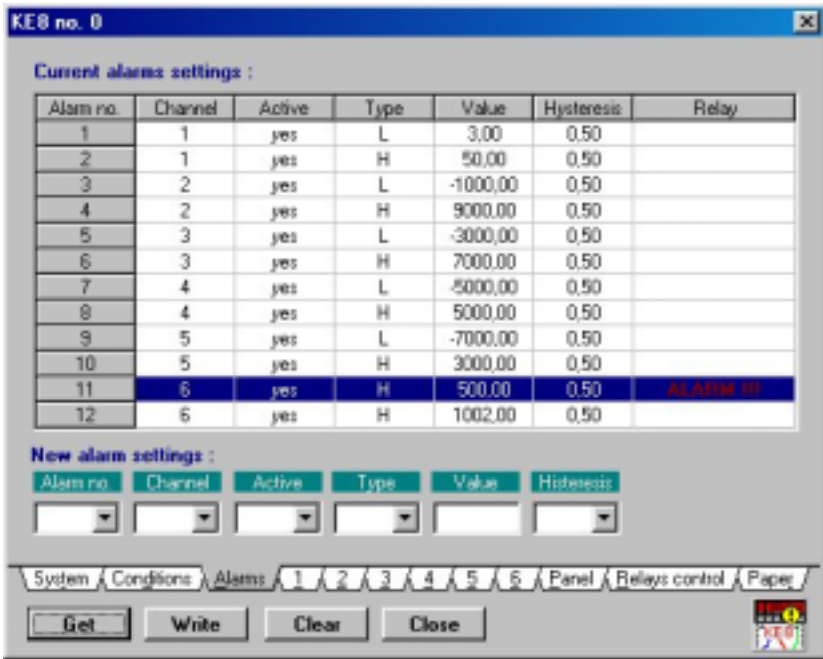 KE8 no. 0
Current alarms settings :
Alarm no. Channel Active Type Value Hysteresis Relay
1 1 yes L 3,00 0,50
2 1 yes H 50,00 0,50
3 2 yes L -1000,00 0,50
4 2 yes H 9000,00 0,50
5 3 yes L -3000,00 0,50
6 3 yes H 7000,00 0,50
7 4 yes L -5000,00 0,50
8 4 yes H 5000,00 0,50
9 5 yes L -7000,00 0,50
10 5 yes H 3000,00 0,50
11 6 yes H 500,00 0,50 ALARM !!!
12 6 yes H 1002,00 0,50
New alarm settings :
Alarm no. Channel Active Type Value Histeresis
System Conditions Alarms 1 2 3 4 5 6 Panel Relays control Paper
Get Write Clear Close
KE8